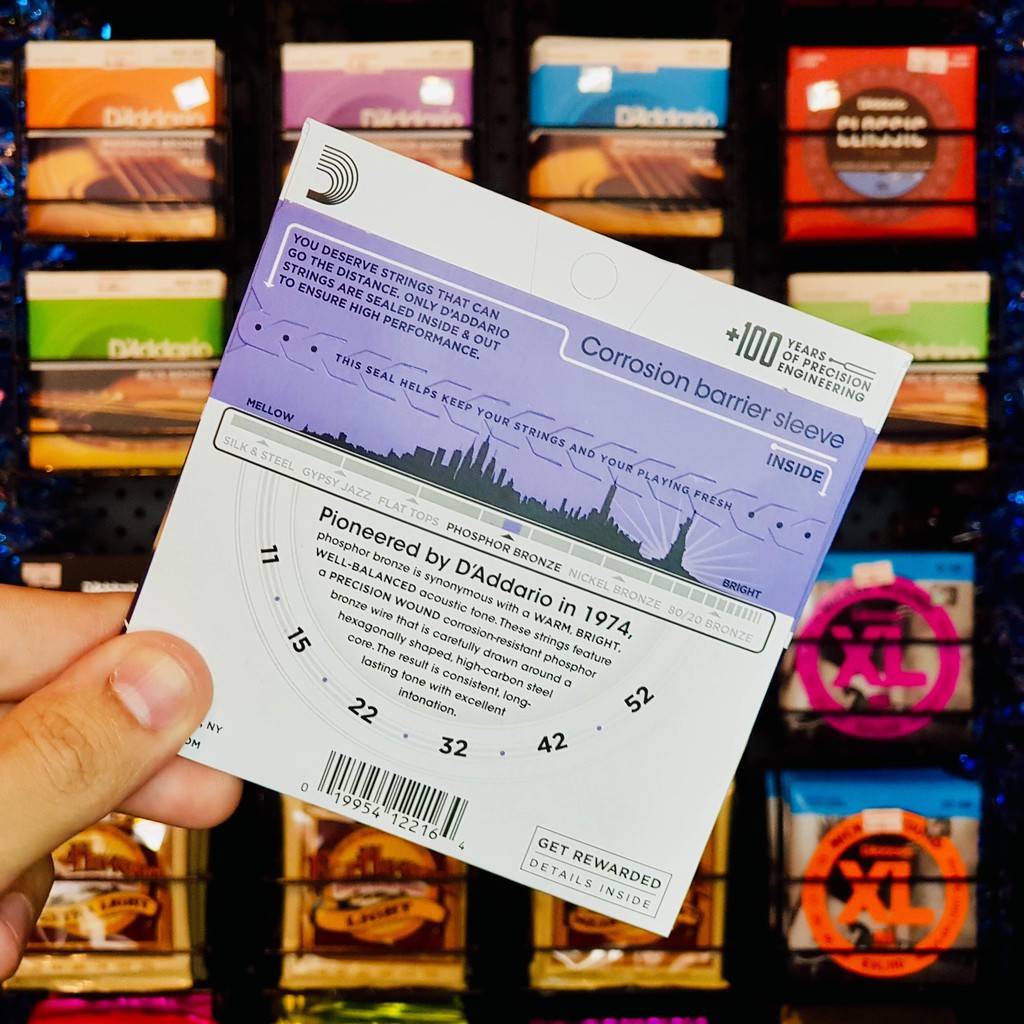 D'Addario
D'Addario
D'Addario
D'Addario
CLASSIC
YOU DESERVE STRINGS THAT CAN
GO THE DISTANCE. ONLY D'ADDARIO
STRINGS ARE SEALED INSIDE & OUT
TO ENSURE HIGH PERFORMANCE.
+100 YEARS
OF PRECISION
ENGINEERING
Corrosion barrier sleeve
INSIDE
THIS SEAL HELPS KEEP YOUR STRINGS AND YOUR PLAYING FRESH
MELLOW
BRIGHT
SILK & STEEL GYPSY JAZZ FLAT TOPS PHOSPHOR BRONZE NICKEL BRONZE 80/20 BRONZE
Pioneered by D'Addario in 1974,
phosphor bronze is synonymous with a WARM, BRIGHT,
WELL-BALANCED acoustic tone. These strings feature
a PRECISION WOUND corrosion-resistant phosphor
bronze wire that is carefully drawn around a
hexagonally shaped, high-carbon steel
core. The result is consistent, long-
lasting tone with excellent
intonation.
11
15
22
32
42
52
NY
OM
0 19954 12216 4
GET REWARDED
DETAILS INSIDE
D'Addario
XL
XL
LIGHT
LIGHT